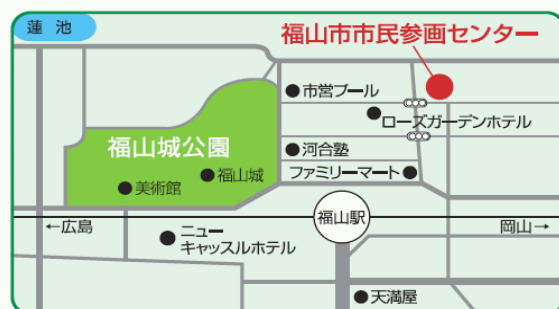 蓮池
福山市市民参画センター
市営プール
ローズガーデンホテル
福山城公園
河合塾
ファミリーマート
福山城
美術館
福山駅
←広島
岡山→
ニュー
キャッスルホテル
天満屋